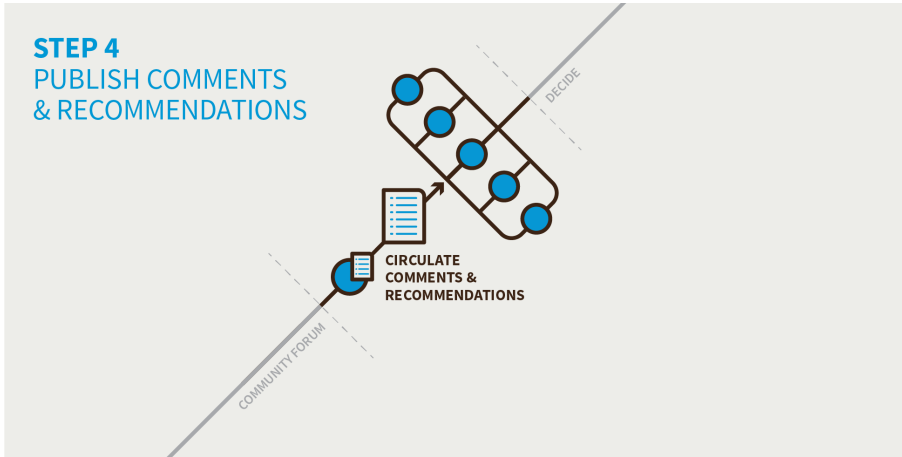 STEP 4
PUBLISH COMMENTS
& RECOMMENDATIONS
DECIDE
CIRCULATE
COMMENTS &
RECOMMENDATIONS
COMMUNITY FORUM